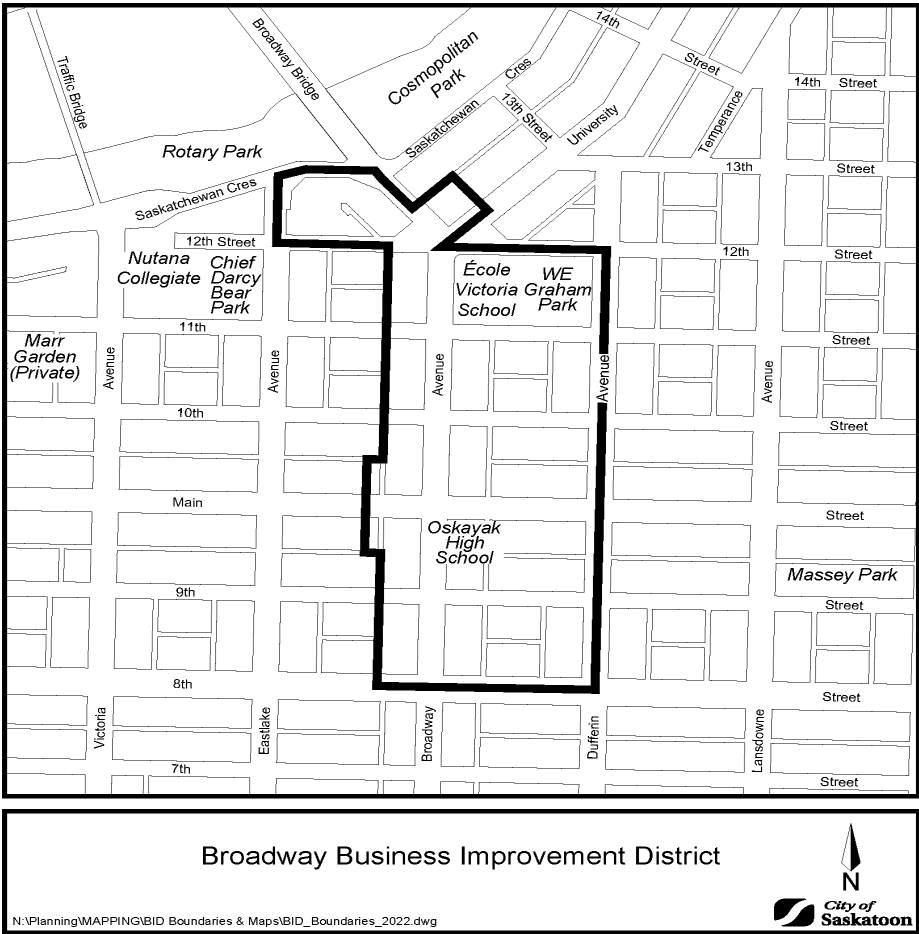 14th
Cosmopolitan
Park
Broadway Bridge
Traffic Bridge
Saskatchewan
Cres
13th Street
University
Street
Temperance
14th
Street
Rotary Park
Saskatchewan Cres
13th
Street
12th Street
12th
Street
Nutana
Collegiate
Chief
Darcy
Bear
Park
École
Victoria
School
WE
Graham
Park
11th
Street
Marr
Garden
(Private)
Avenue
Avenue
Avenue
Avenue
Avenue
10th
Street
Main
Street
Oskayak
High
School
Massey Park
9th
Street
8th
Street
Victoria
Eastlake
Broadway
Dufferin
Lansdowne
7th
Street
Broadway Business Improvement District
N
N:\Planning\MAPPING\BID Boundaries & Maps\BID_Boundaries_2022.dwg
City of
Saskatoon